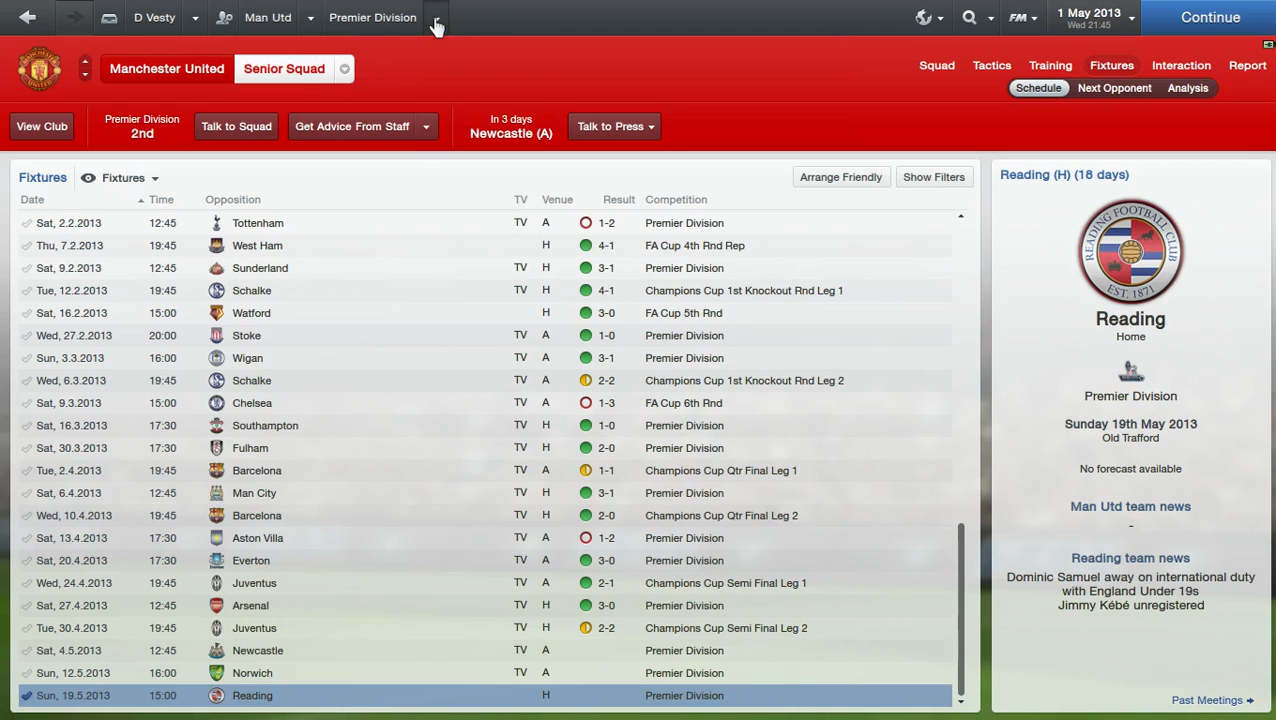 D Vesty Man Utd Premier Division FM 1 May 2013 Continue
Wed 21:45
Manchester United Senior Squad Squad Tactics Training Fixtures Interaction Report
Schedule Next Opponent Analysis
View Club Premier Division 2nd Talk to Squad Get Advice From Staff In 3 days Newcastle (A) Talk to Press
Fixtures Fixtures Arrange Friendly Show Filters
Date Time Opposition TV Venue Result Competition
Sat, 2.2.2013 12:45 Tottenham TV A 1-2 Premier Division
Thu, 7.2.2013 19:45 West Ham H 4-1 FA Cup 4th Rnd Rep
Sat, 9.2.2013 12:45 Sunderland TV H 3-1 Premier Division
Tue, 12.2.2013 19:45 Schalke TV H 4-1 Champions Cup 1st Knockout Rnd Leg 1
Sat, 16.2.2013 15:00 Watford H 3-0 FA Cup 5th Rnd
Wed, 27.2.2013 20:00 Stoke TV A 1-0 Premier Division
Sun, 3.3.2013 16:00 Wigan TV A 3-1 Premier Division
Wed, 6.3.2013 19:45 Schalke TV A 2-2 Champions Cup 1st Knockout Rnd Leg 2
Sat, 9.3.2013 15:00 Chelsea A 1-3 FA Cup 6th Rnd
Sat, 16.3.2013 17:30 Southampton TV H 1-0 Premier Division
Sat, 30.3.2013 17:30 Fulham TV H 2-0 Premier Division
Tue, 2.4.2013 19:45 Barcelona TV A 1-1 Champions Cup Qtr Final Leg 1
Sat, 6.4.2013 12:45 Man City TV H 3-1 Premier Division
Wed, 10.4.2013 19:45 Barcelona TV H 2-0 Champions Cup Qtr Final Leg 2
Sat, 13.4.2013 17:30 Aston Villa TV A 1-2 Premier Division
Sat, 20.4.2013 17:30 Everton TV A 3-0 Premier Division
Wed, 24.4.2013 19:45 Juventus TV A 2-1 Champions Cup Semi Final Leg 1
Sat, 27.4.2013 12:45 Arsenal TV H 3-0 Premier Division
Tue, 30.4.2013 19:45 Juventus TV H 2-2 Champions Cup Semi Final Leg 2
Sat, 4.5.2013 12:45 Newcastle TV A Premier Division
Sun, 12.5.2013 16:00 Norwich TV A Premier Division
Sun, 19.5.2013 15:00 Reading H Premier Division
Reading (H) (18 days)
READING FOOTBALL CLUB
EST. 1871
Reading
Home
Premier Division
Sunday 19th May 2013
Old Trafford
No forecast available
Man Utd team news
-
Reading team news
Dominic Samuel away on international duty
with England Under 19s
Jimmy Kébé unregistered
Past Meetings